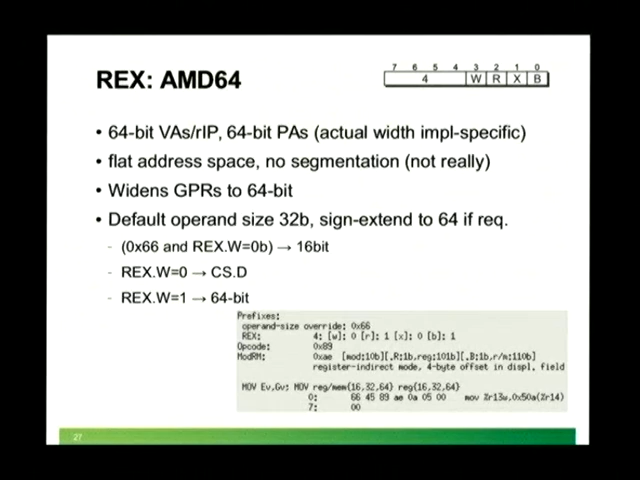 REX: AMD64
7 6 5 4 3 2 1 0
4 W R X B
• 64-bit VAs/rIP, 64-bit PAs (actual width impl-specific)
• flat address space, no segmentation (not really)
• Widens GPRs to 64-bit
• Default operand size 32b, sign-extend to 64 if req.
- (0x66 and REX.W=0b) → 16bit
- REX.W=0 → CS.D
- REX.W=1 → 64-bit
Prefixes:
operand-size override: 0x66
REX: 4: [w]: 0 [r]: 1 [x]: 0 [b]: 1
Opcode: 0x89
ModRM: 0xae [mod:10b][.R:1b,reg:101b][.B:1b,r/m:110b]
register-indirect mode, 4-byte offset in displ. field
MOV Ev,Gv: MOV reg/mem{16,32,64} reg{16,32,64}
0: 66 45 89 ae 0a 05 00 mov %r13w,0x50a(%r14)
7: 00
27